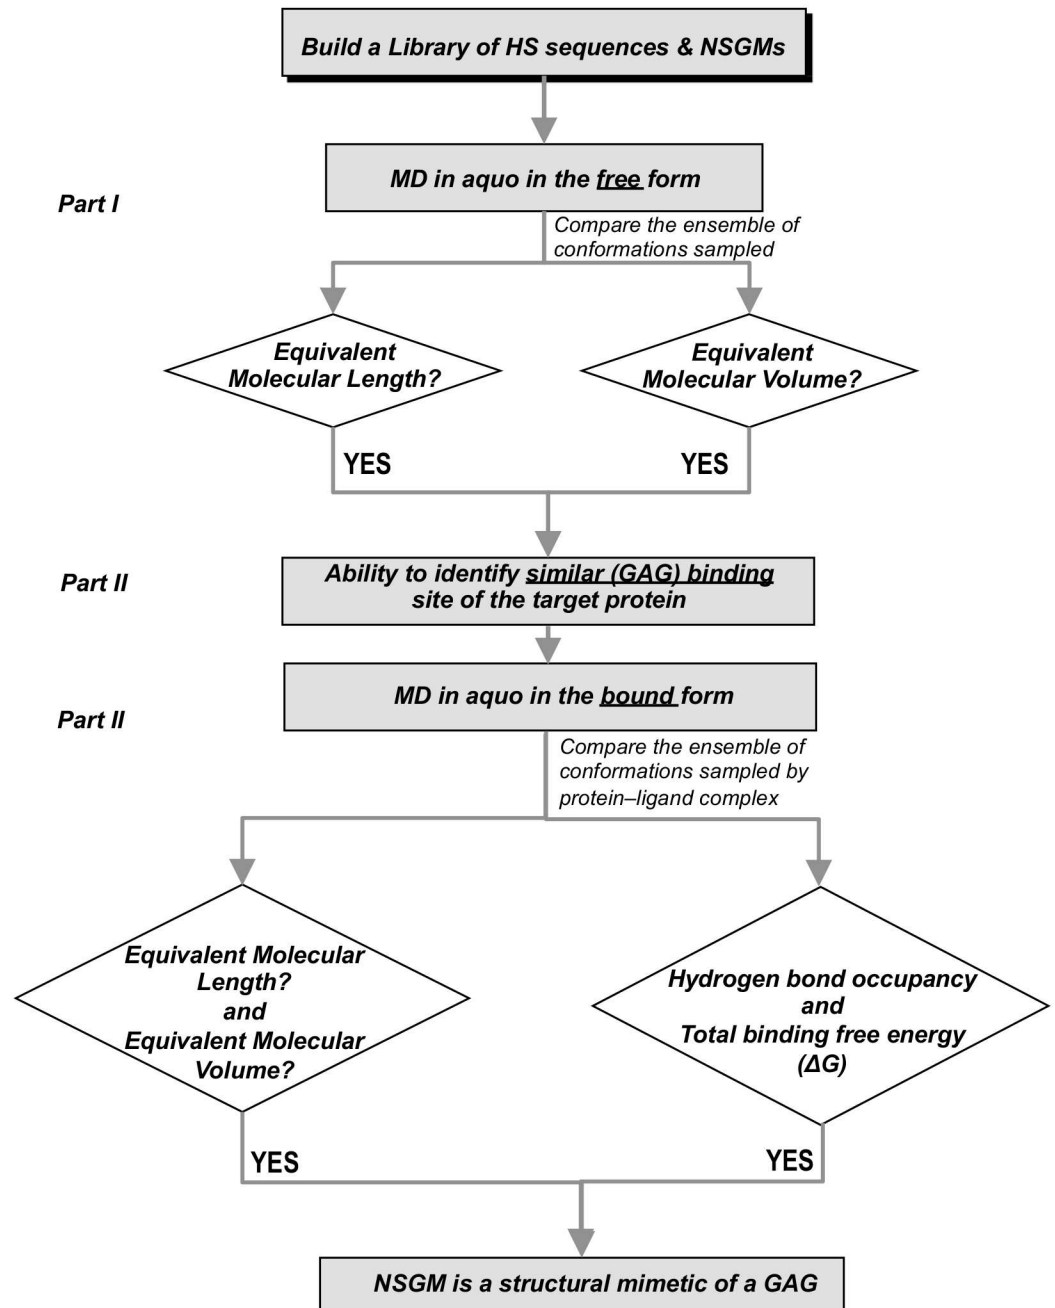 Build a Library of HS sequences & NSGMs
MD in aquo in the free form
Part I
Compare the ensemble of
conformations sampled
Equivalent
Molecular Length?
Equivalent
Molecular Volume?
YES
YES
Part II
Ability to identify similar (GAG) binding
site of the target protein
MD in aquo in the bound form
Part II
Compare the ensemble of
conformations sampled by
protein–ligand complex
Equivalent Molecular
Length?
and
Equivalent Molecular
Volume?
Hydrogen bond occupancy
and
Total binding free energy
(ΔG)
YES
YES
NSGM is a structural mimetic of a GAG